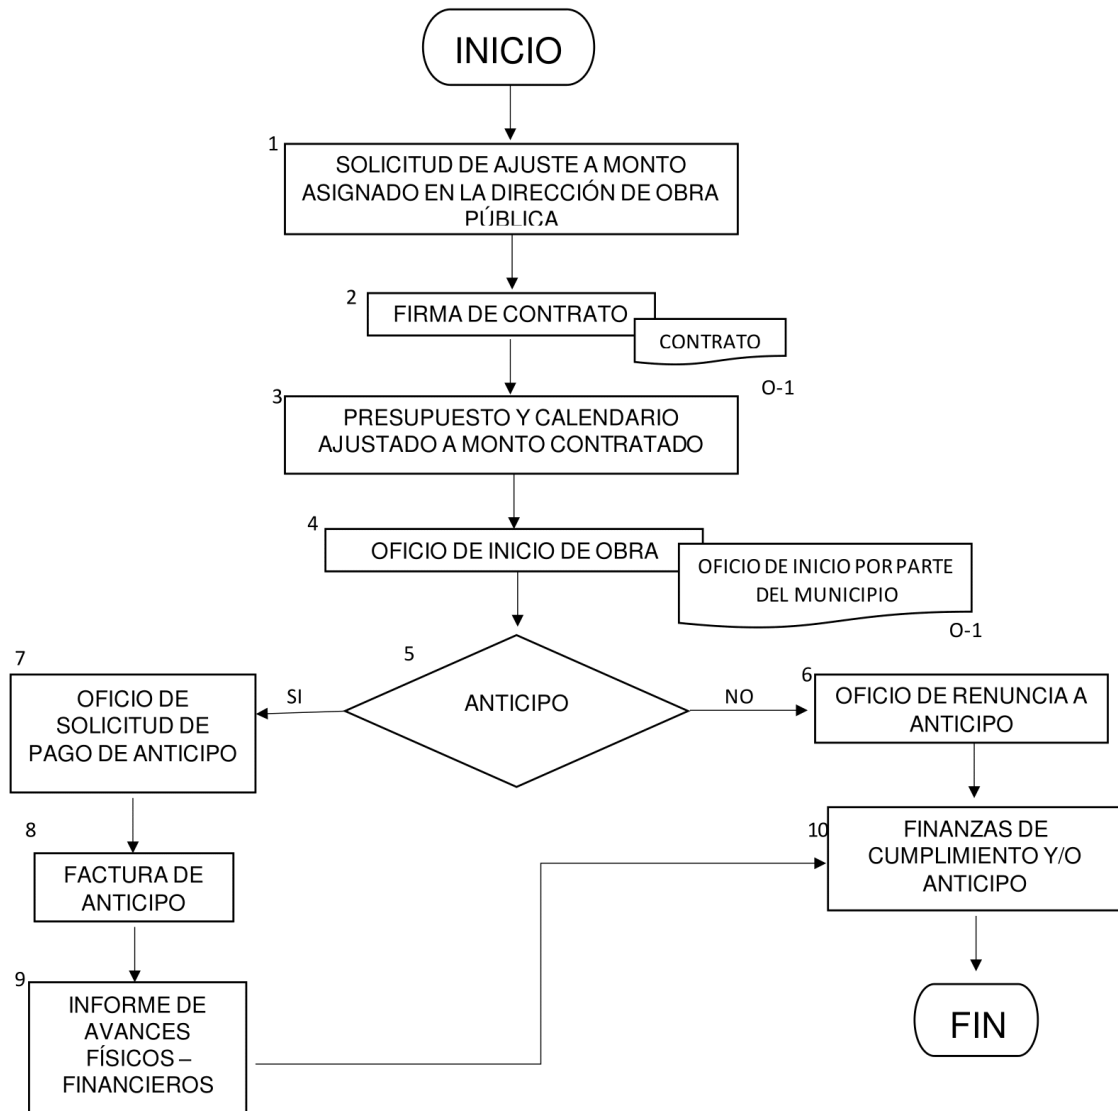 INICIO
1
SOLICITUD DE AJUSTE A MONTO
ASIGNADO EN LA DIRECCIÓN DE OBRA
PÚBLICA
2
FIRMA DE CONTRATO
CONTRATO
O-1
3
PRESUPUESTO Y CALENDARIO
AJUSTADO A MONTO CONTRATADO
4
OFICIO DE INICIO DE OBRA
OFICIO DE INICIO POR PARTE
DEL MUNICIPIO
O-1
5
ANTICIPO
SI
NO
7
OFICIO DE
SOLICITUD DE
PAGO DE ANTICIPO
6
OFICIO DE RENUNCIA A
ANTICIPO
8
FACTURA DE
ANTICIPO
10
FINANZAS DE
CUMPLIMIENTO Y/O
ANTICIPO
9
INFORME DE
AVANCES
FÍSICOS –
FINANCIEROS
FIN